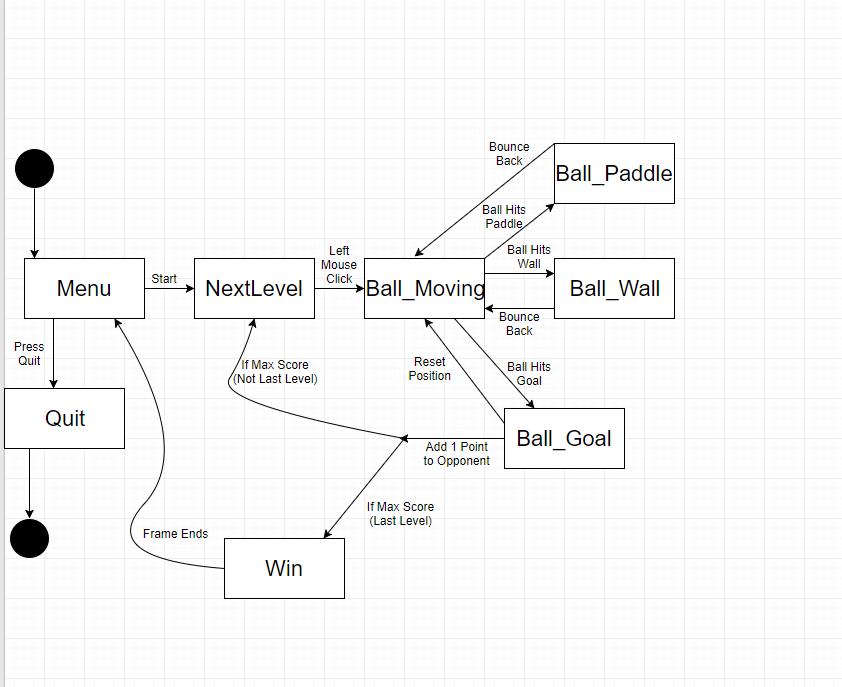 Bounce
Back
Ball_Paddle
Ball Hits
Paddle
Left
Mouse
Click
Ball Hits
Wall
Start
Menu
NextLevel
Ball_Moving
Ball_Wall
Bounce
Back
Press
Quit
If Max Score
(Not Last Level)
Reset
Position
Ball Hits
Goal
Quit
Ball_Goal
Add 1 Point
to Opponent
If Max Score
(Last Level)
Frame Ends
Win